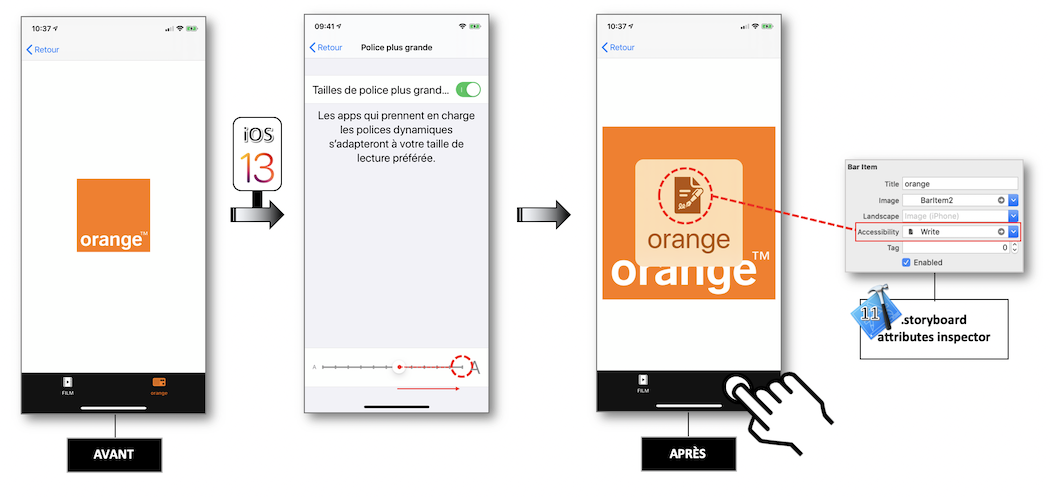 10:37
Retour
orange™
FILM
orange
AVANT
iOS
13
09:41
Retour
Police plus grande
Tailles de police plus grand...
Les apps qui prennent en charge
les polices dynamiques
s'adapteront à votre taille de
lecture préférée.
A
A
10:37
Retour
orange
orange™
FILM
APRÈS
Bar Item
Title orange
Image BarItem2
Landscape Image (iPhone)
Accessibility Write
Tag 0
Enabled
11
.storyboard
attributes inspector